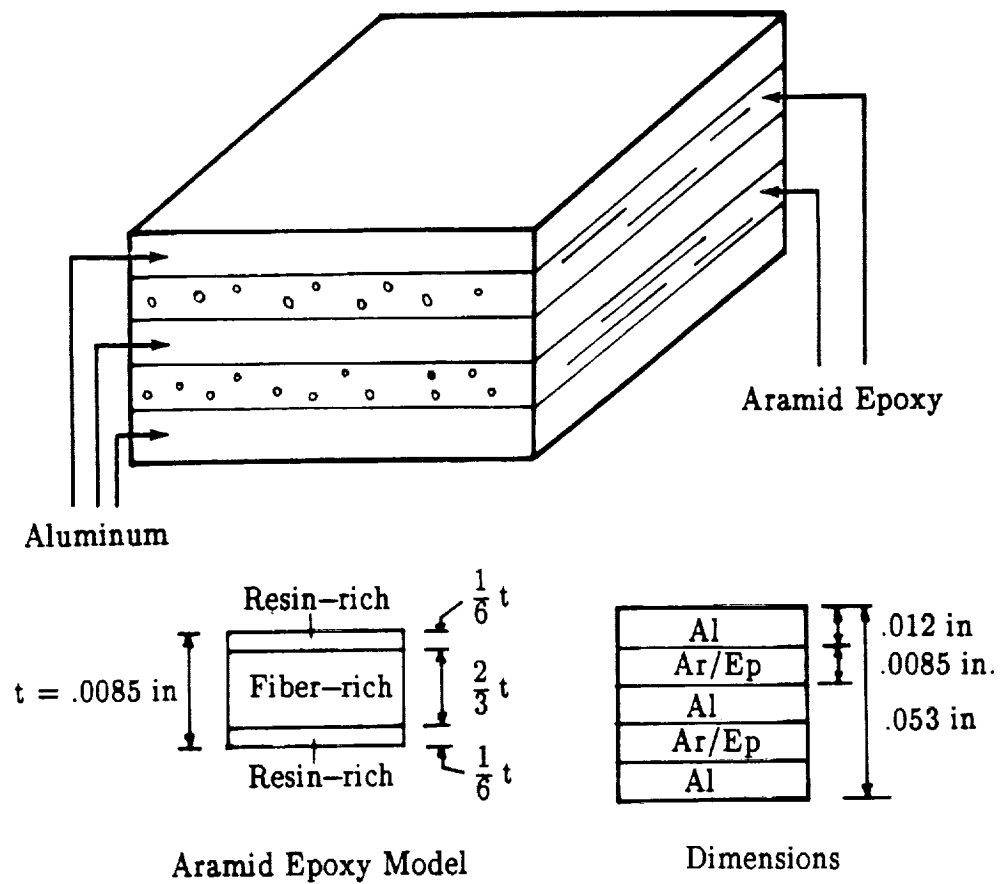 Aramid Epoxy
Aluminum
Resin–rich
1/6 t
t = .0085 in
Fiber–rich
2/3 t
Resin–rich
1/6 t
Aramid Epoxy Model
Al
.012 in
Ar/Ep
.0085 in.
Al
.053 in
Ar/Ep
Al
Dimensions